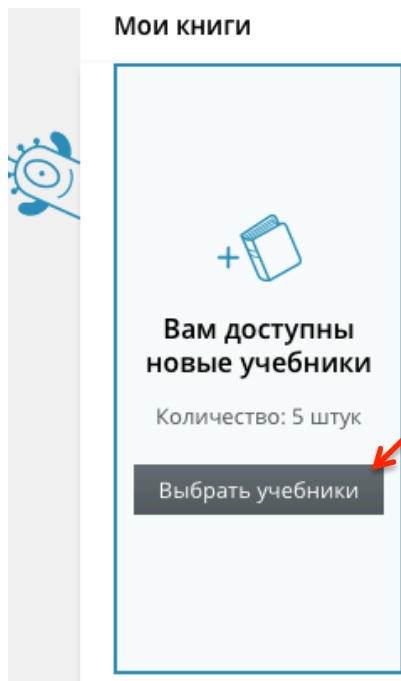 Мои книги
Вам доступны
новые учебники
Количество: 5 штук
Выбрать учебники